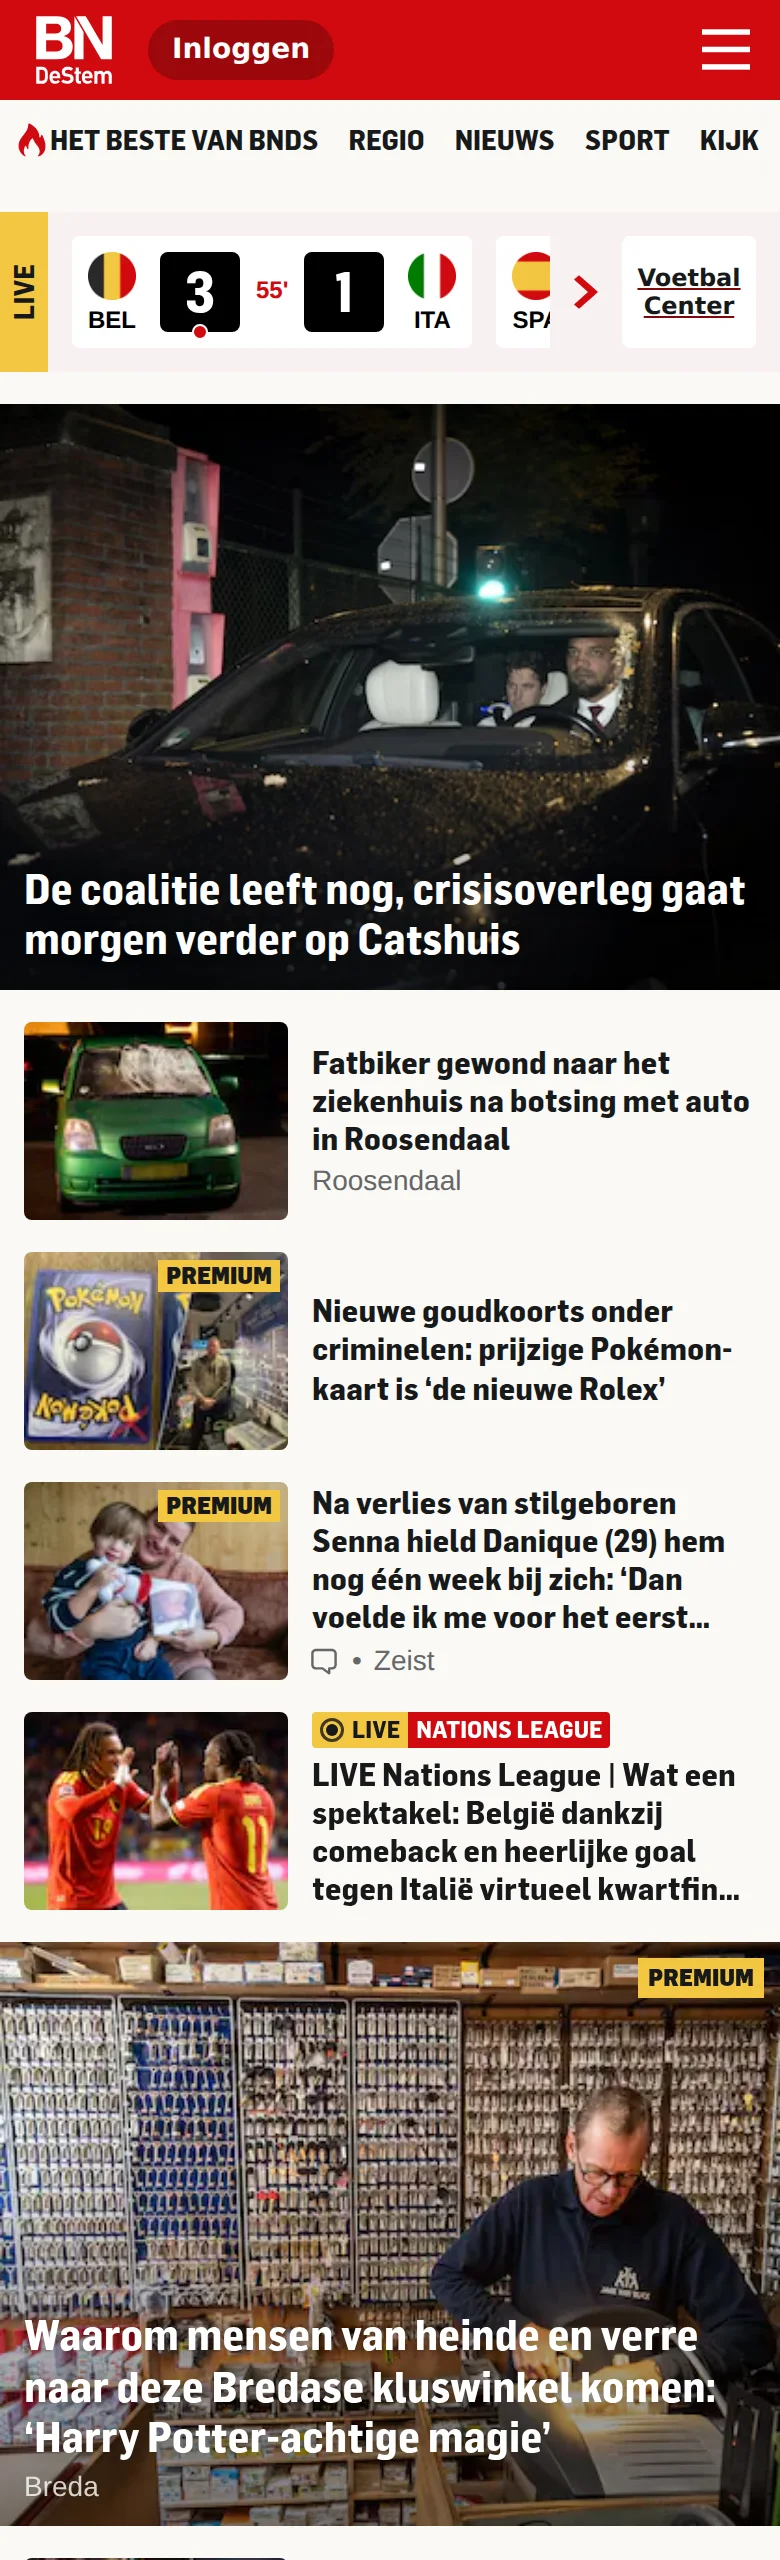 BN
DeStem
Inloggen
HET BESTE VAN BNDS REGIO NIEUWS SPORT KIJK
LIVE
3 55' 1
BEL ITA SPA
Voetbal
Center
De coalitie leeft nog, crisisoverleg gaat
morgen verder op Catshuis
Fatbiker gewond naar het
ziekenhuis na botsing met auto
in Roosendaal
Roosendaal
PREMIUM
Pokémon
Pokémon
Nieuwe goudkoorts onder
criminelen: prijzige Pokémon-
kaart is ‘de nieuwe Rolex’
PREMIUM
Na verlies van stilgeboren
Senna hield Danique (29) hem
nog één week bij zich: ‘Dan
voelde ik me voor het eerst...
• Zeist
19
11
LIVE NATIONS LEAGUE
LIVE Nations League | Wat een
spektakel: België dankzij
comeback en heerlijke goal
tegen Italië virtueel kwartfin...
PREMIUM
Waarom mensen van heinde en verre
naar deze Bredase kluswinkel komen:
‘Harry Potter-achtige magie’
Breda